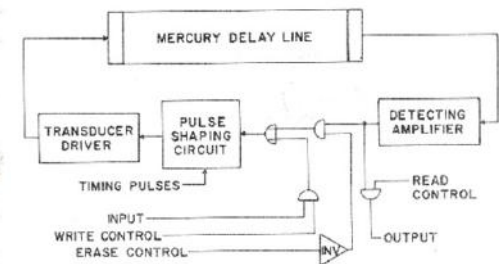 MERCURY DELAY LINE
TRANSDUCER
DRIVER
PULSE
SHAPING
CIRCUIT
DETECTING
AMPLIFIER
TIMING PULSES
READ
CONTROL
INPUT
WRITE CONTROL
OUTPUT
ERASE CONTROL
INV